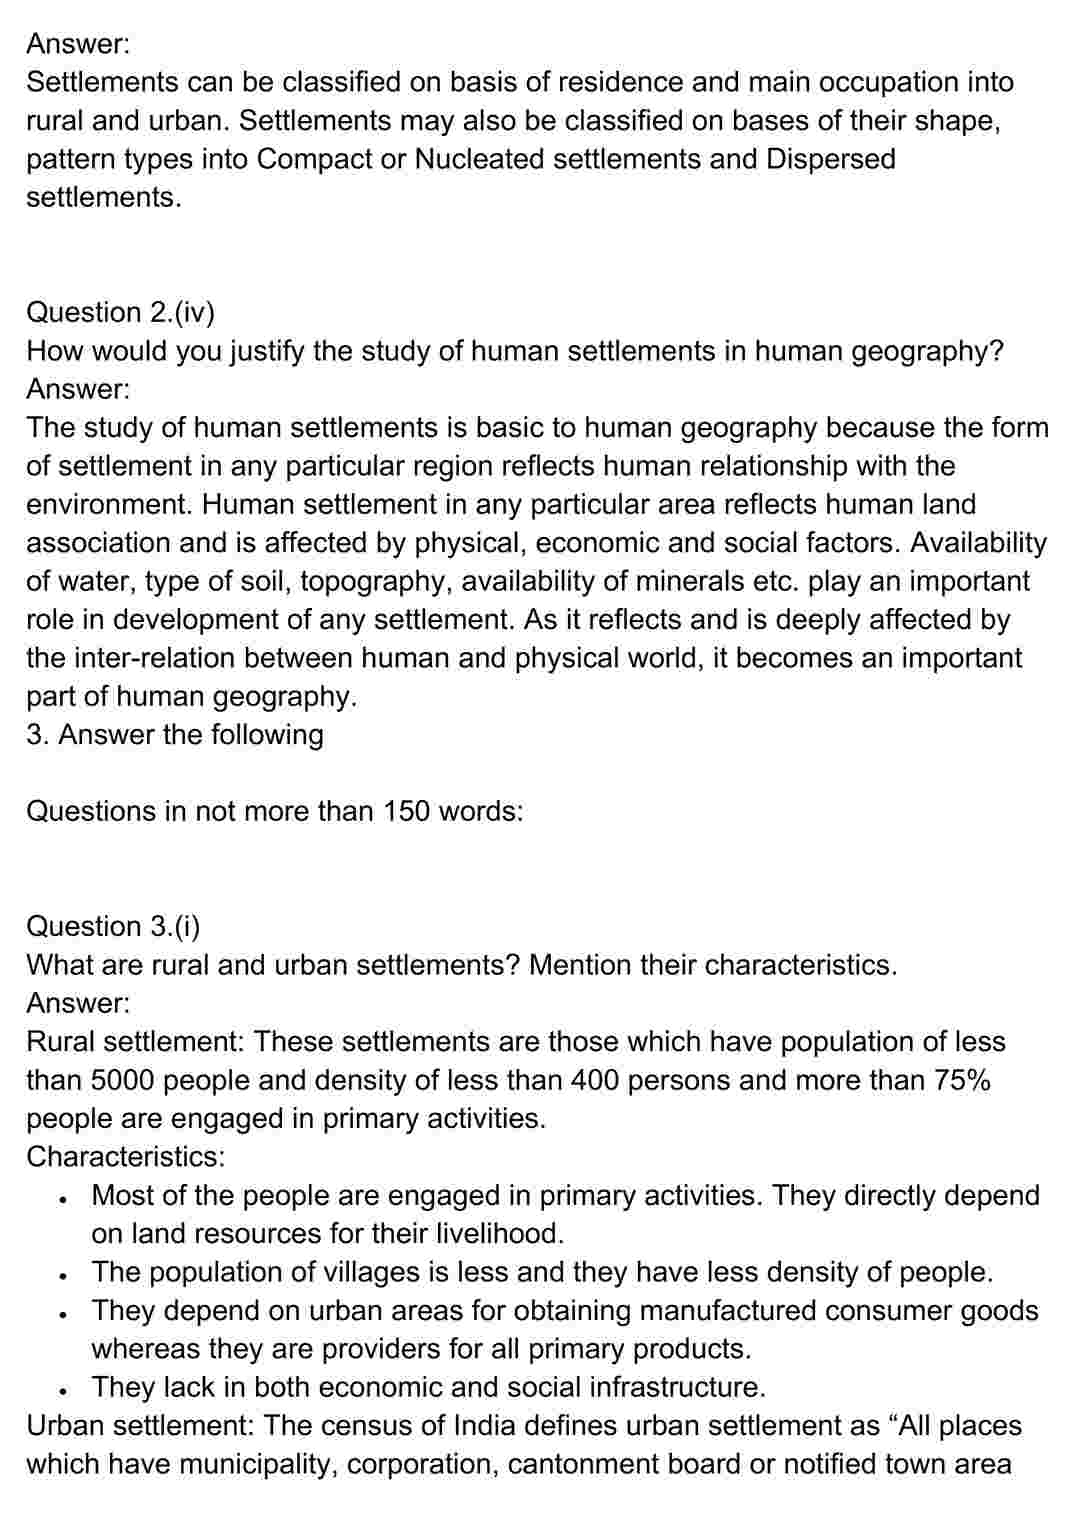 Answer:
Settlements can be classified on basis of residence and main occupation into
rural and urban. Settlements may also be classified on bases of their shape,
pattern types into Compact or Nucleated settlements and Dispersed
settlements.
Question 2.(iv)
How would you justify the study of human settlements in human geography?
Answer:
The study of human settlements is basic to human geography because the form
of settlement in any particular region reflects human relationship with the
environment. Human settlement in any particular area reflects human land
association and is affected by physical, economic and social factors. Availability
of water, type of soil, topography, availability of minerals etc. play an important
role in development of any settlement. As it reflects and is deeply affected by
the inter-relation between human and physical world, it becomes an important
part of human geography.
3. Answer the following
Questions in not more than 150 words:
Question 3.(i)
What are rural and urban settlements? Mention their characteristics.
Answer:
Rural settlement: These settlements are those which have population of less
than 5000 people and density of less than 400 persons and more than 75%
people are engaged in primary activities.
Characteristics:
• Most of the people are engaged in primary activities. They directly depend
on land resources for their livelihood.
• The population of villages is less and they have less density of people.
• They depend on urban areas for obtaining manufactured consumer goods
whereas they are providers for all primary products.
• They lack in both economic and social infrastructure.
Urban settlement: The census of India defines urban settlement as “All places
which have municipality, corporation, cantonment board or notified town area